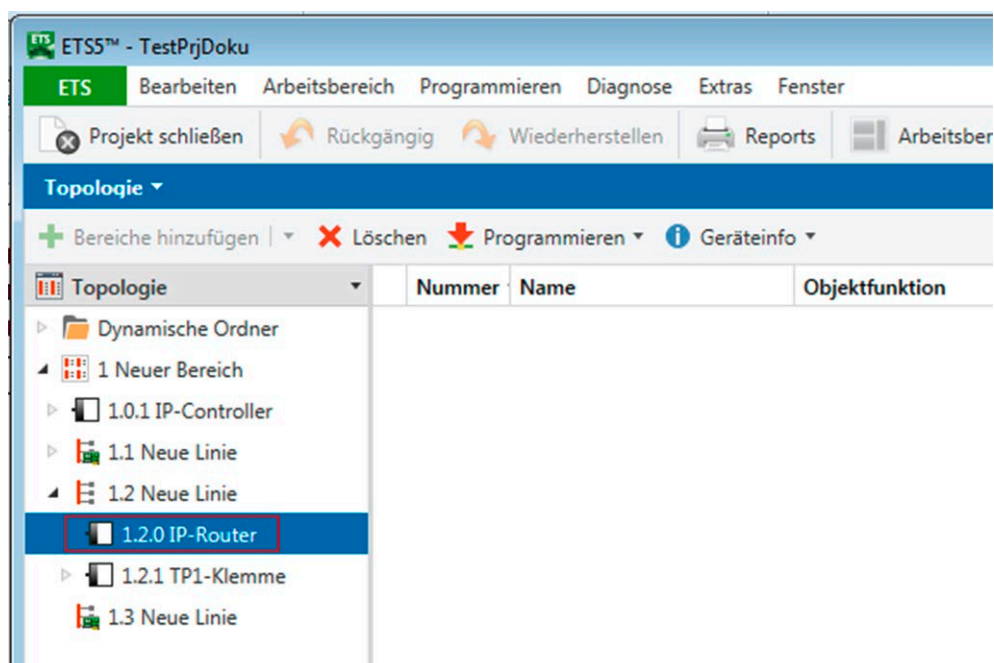 ETS ETS5™ - TestPrjDoku
ETS Bearbeiten Arbeitsbereich Programmieren Diagnose Extras Fenster
Projekt schließen Rückgängig Wiederherstellen Reports Arbeitsber
Topologie
Bereiche hinzufügen Löschen Programmieren Geräteinfo
Topologie Nummer Name Objektfunktion
Dynamische Ordner
1 Neuer Bereich
1.0.1 IP-Controller
1.1 Neue Linie
1.2 Neue Linie
1.2.0 IP-Router
1.2.1 TP1-Klemme
1.3 Neue Linie